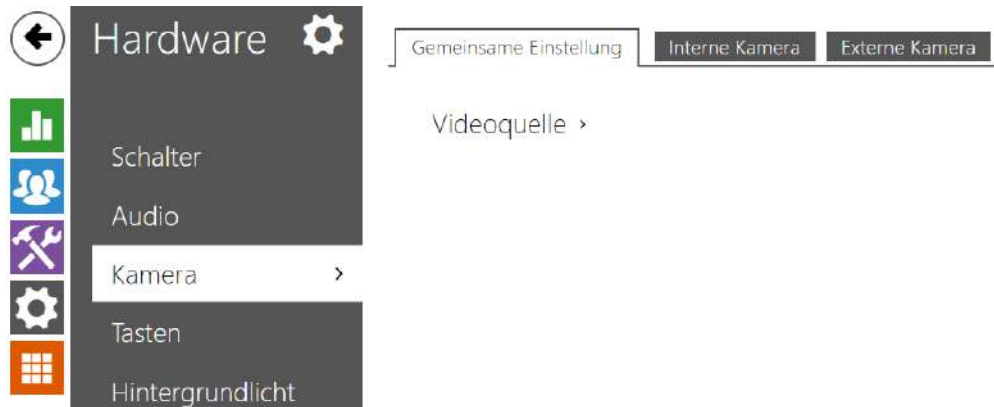 Hardware
Schalter
Audio
Kamera
Tasten
Hintergrundlicht
Gemeinsame Einstellung
Interne Kamera
Externe Kamera
Videoquelle